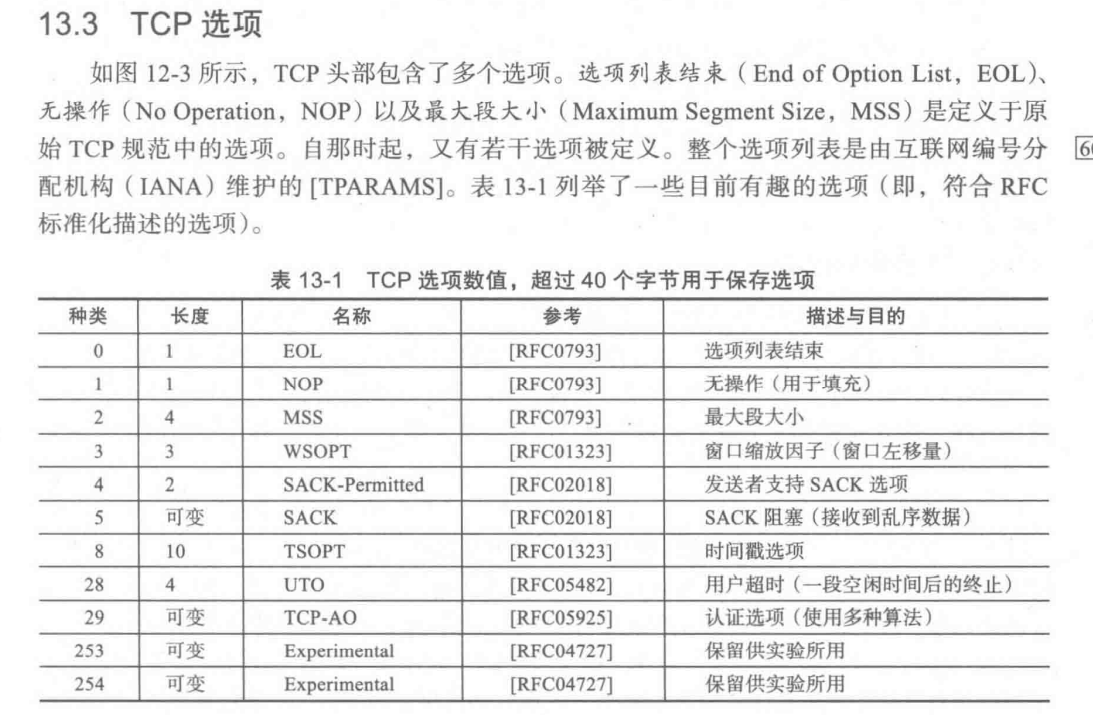 13.3 TCP 选项
如图 12-3 所示，TCP 头部包含了多个选项。选项列表结束（End of Option List，EOL）、
无操作（No Operation，NOP）以及最大段大小（Maximum Segment Size，MSS）是定义于原
始 TCP 规范中的选项。自那时起，又有若干选项被定义。整个选项列表是由互联网编号分
配机构（IANA）维护的 [TPARAMS]。表 13-1 列举了一些目前有趣的选项（即，符合 RFC
标准化描述的选项）。
表 13-1 TCP 选项数值，超过 40 个字节用于保存选项
种类 长度 名称 参考 描述与目的
0 1 EOL [RFC0793] 选项列表结束
1 1 NOP [RFC0793] 无操作（用于填充）
2 4 MSS [RFC0793] 最大段大小
3 3 WSOPT [RFC01323] 窗口缩放因子（窗口左移量）
4 2 SACK-Permitted [RFC02018] 发送者支持 SACK 选项
5 可变 SACK [RFC02018] SACK 阻塞（接收到乱序数据）
8 10 TSOPT [RFC01323] 时间戳选项
28 4 UTO [RFC05482] 用户超时（一段空闲时间后的终止）
29 可变 TCP-AO [RFC05925] 认证选项（使用多种算法）
253 可变 Experimental [RFC04727] 保留供实验所用
254 可变 Experimental [RFC04727] 保留供实验所用